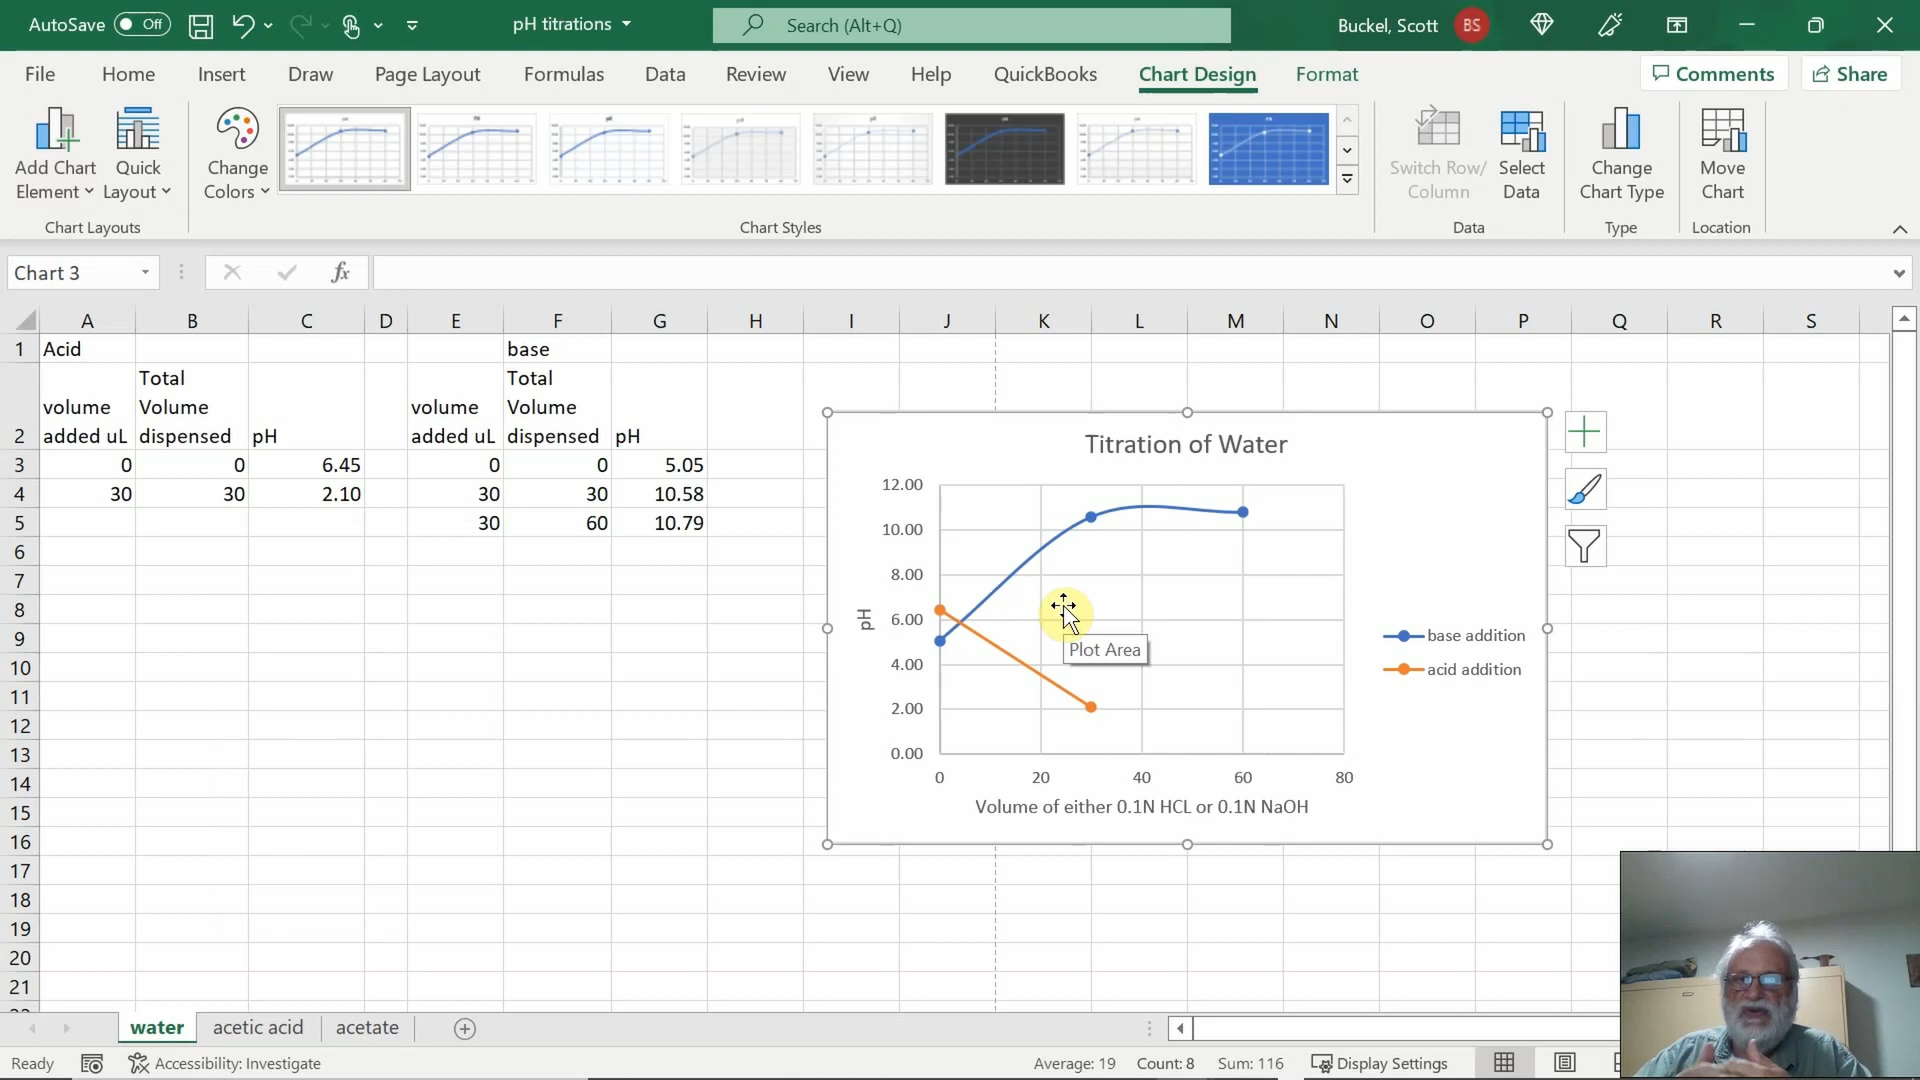 AutoSave Off
pH titrations
Search (Alt+Q)
Buckel, Scott BS
File Home Insert Draw Page Layout Formulas Data Review View Help QuickBooks Chart Design Format
Comments Share
Add Chart Element
Quick Layout
Change Colors
Switch Row/ Column
Select Data
Change Chart Type
Move Chart
Chart Layouts
Chart Styles
Data
Type
Location
Chart 3
fx
A B C D E F G H I J K L M N O P Q R S
1 Acid base
2 volume added uL Total Volume dispensed pH volume added uL Total Volume dispensed pH
3 0 0 6.45 0 0 5.05
4 30 30 2.10 30 30 10.58
5 30 60 10.79
6
7
8
9
10
11
12
13
14
15
16
17
18
19
20
21
Titration of Water
12.00
10.00
8.00
6.00
4.00
2.00
0.00
pH
Plot Area
base addition
acid addition
0 20 40 60 80
Volume of either 0.1N HCL or 0.1N NaOH
water acetic acid acetate
Ready
Accessibility: Investigate
Average: 19 Count: 8 Sum: 116
Display Settings